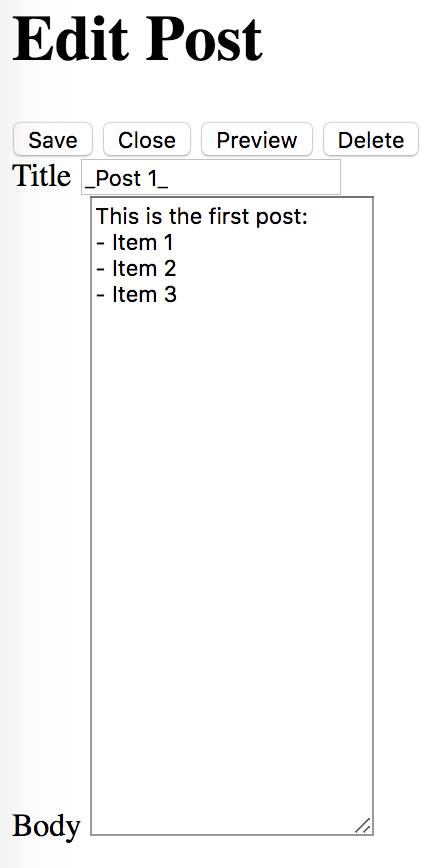 Edit Post
Save Close Preview Delete
Title _Post 1_
This is the first post:
- Item 1
- Item 2
- Item 3
Body